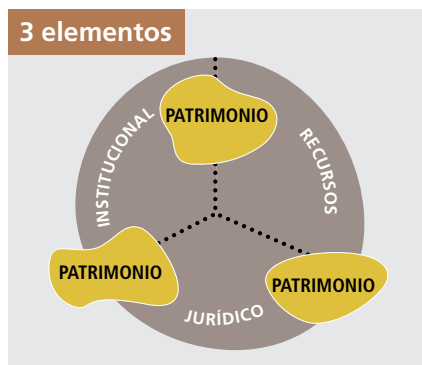 3 elementos
PATRIMONIO
INSTITUCIONAL
RECURSOS
PATRIMONIO
PATRIMONIO
JURÍDICO